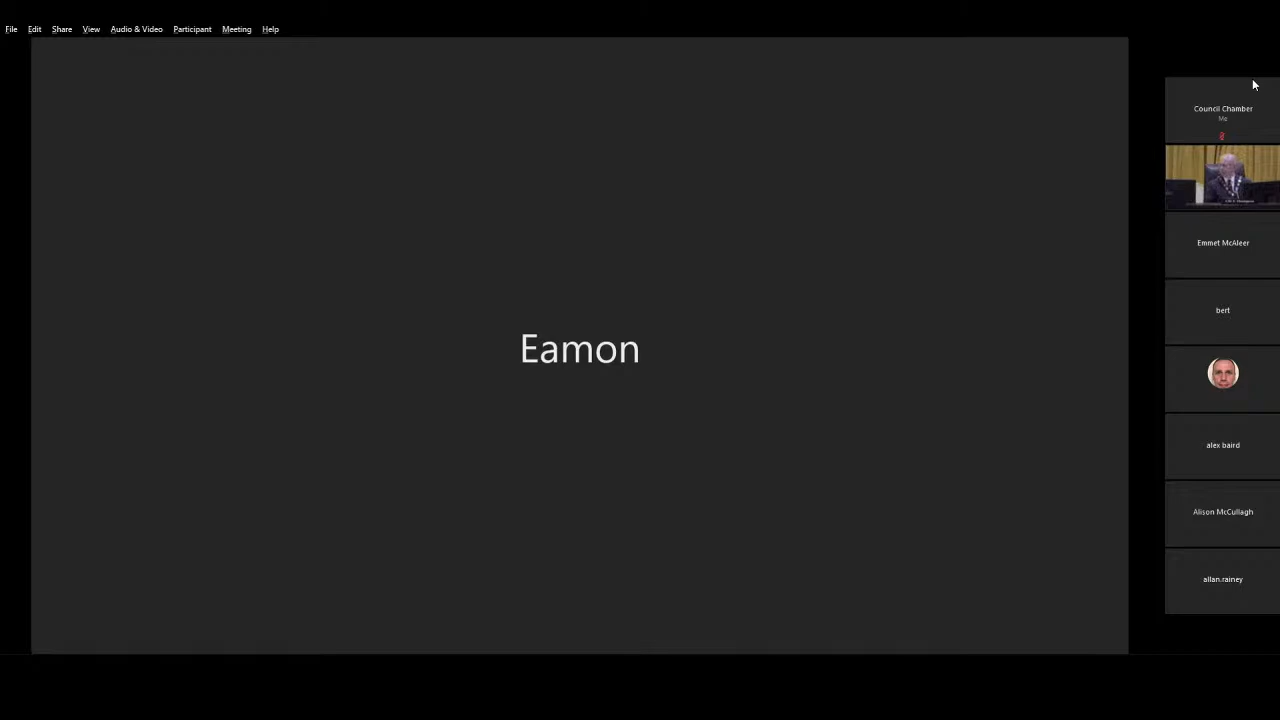 File Edit Share View Audio & Video Participant Meeting Help
Council Chamber
Me
Emmet McAleer
bert
Eamon
alex baird
Alison McCullagh
allan.rainey